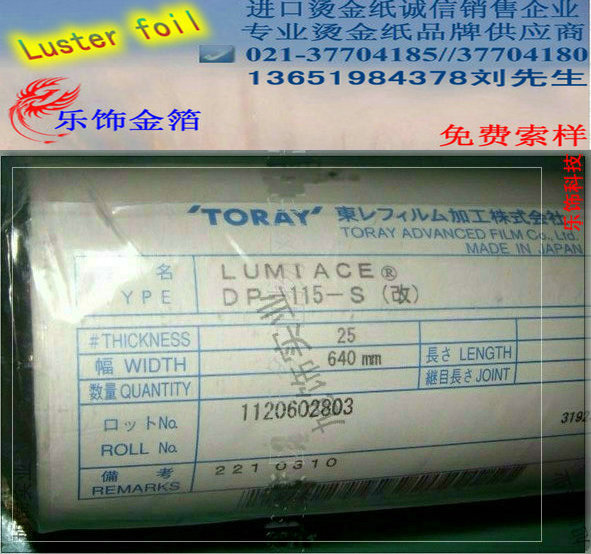 Luster foil
进口烫金纸诚信销售企业
专业烫金纸品牌供应商
021-37704185//37704180
13651984378刘先生
乐饰金箔
免费索样
乐饰科技
'TORAY' 東レフィルム加工株式会社
TORAY ADVANCED FILM Co., Ltd.
MADE IN JAPAN
名 LUMIACE®
TYPE DP-1115-S (改)
#THICKNESS 25
幅 WIDTH 640 mm 長さ LENGTH
数量 QUANTITY 継目長さ JOINT
ロットNo. 1120602803
ROLL No. 3192
備考 2210310
REMARKS